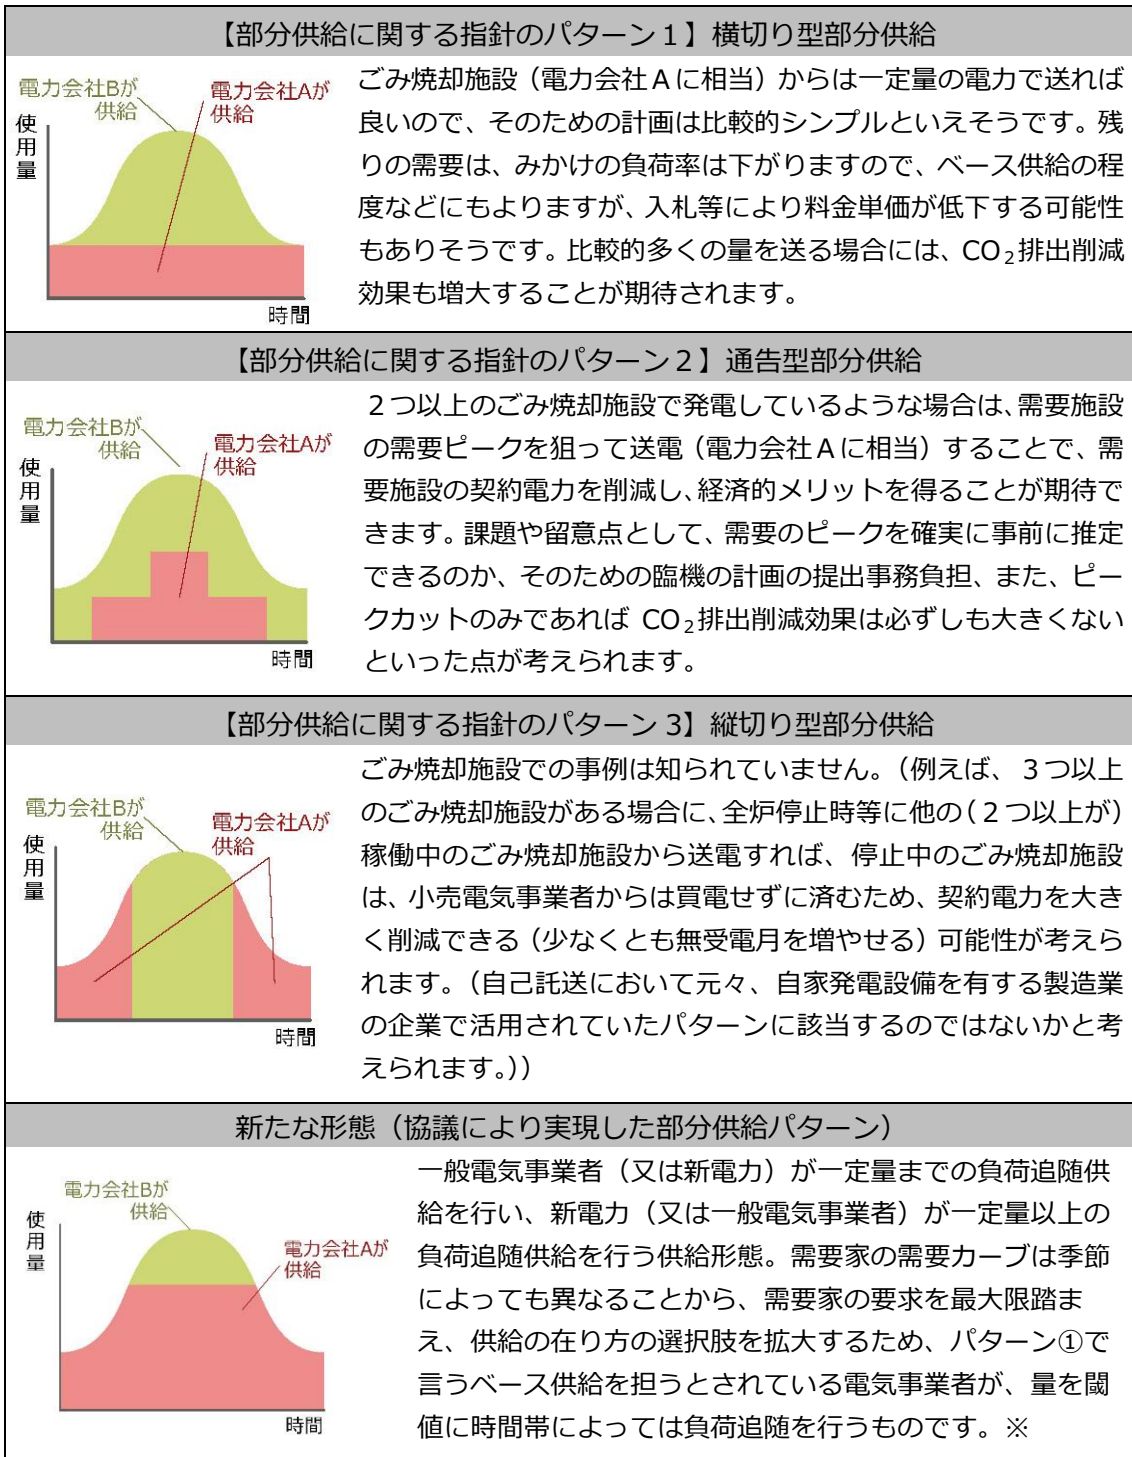 【部分供給に関する指針のパターン１】横切り型部分供給
電力会社Bが
供給
電力会社Aが
供給
使用量
時間
ごみ焼却施設（電力会社Ａに相当）からは一定量の電力で送れば
良いので、そのための計画は比較的シンプルといえそうです。残
りの需要は、みかけの負荷率は下がりますので、ベース供給の程
度などにもよりますが、入札等により料金単価が低下する可能性
もありそうです。比較的多くの量を送る場合には、CO₂排出削減
効果も増大することが期待されます。
【部分供給に関する指針のパターン２】通告型部分供給
電力会社Bが
供給
電力会社Aが
供給
使用量
時間
２つ以上のごみ焼却施設で発電しているような場合は、需要施設
の需要ピークを狙って送電（電力会社Ａに相当）することで、需
要施設の契約電力を削減し、経済的メリットを得ることが期待で
きます。課題や留意点として、需要のピークを確実に事前に推定
できるのか、そのための臨機の計画の提出事務負担、また、ピー
クカットのみであれば CO₂排出削減効果は必ずしも大きくない
といった点が考えられます。
【部分供給に関する指針のパターン 3】縦切り型部分供給
電力会社Bが
供給
電力会社Aが
供給
使用量
時間
ごみ焼却施設での事例は知られていません。（例えば、３つ以上
のごみ焼却施設がある場合に、全炉停止時等に他の（２つ以上が）
稼働中のごみ焼却施設から送電すれば、停止中のごみ焼却施設
は、小売電気事業者からは買電せずに済むため、契約電力を大き
く削減できる（少なくとも無受電月を増やせる）可能性が考えら
れます。（自己託送において元々、自家発電設備を有する製造業
の企業で活用されていたパターンに該当するのではないかと考
えられます。））
新たな形態（協議により実現した部分供給パターン）
電力会社Bが
供給
電力会社Aが
供給
使用量
時間
一般電気事業者（又は新電力）が一定量までの負荷追随供
給を行い、新電力（又は一般電気事業者）が一定量以上の
負荷追随供給を行う供給形態。需要家の需要カーブは季節
によっても異なることから、需要家の要求を最大限踏ま
え、供給の在り方の選択肢を拡大するため、パターン①で
言うベース供給を担うとされている電気事業者が、量を閾
値に時間帯によっては負荷追随を行うものです。※